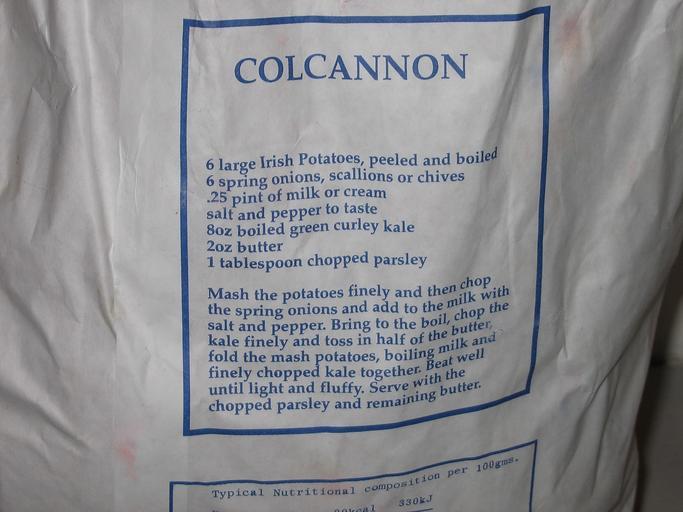 COLCANNON
6 large Irish Potatoes, peeled and boiled
6 spring onions, scallions or chives
.25 pint of milk or cream
salt and pepper to taste
8oz boiled green curley kale
2oz butter
1 tablespoon chopped parsley
Mash the potatoes finely and then chop
the spring onions and add to the milk with
salt and pepper. Bring to the boil, chop the
kale finely and toss in half of the butter,
fold the mash potatoes, boiling milk and
finely chopped kale together. Beat well
until light and fluffy. Serve with the
chopped parsley and remaining butter.
Typical Nutritional composition per 100gms.
330kJ